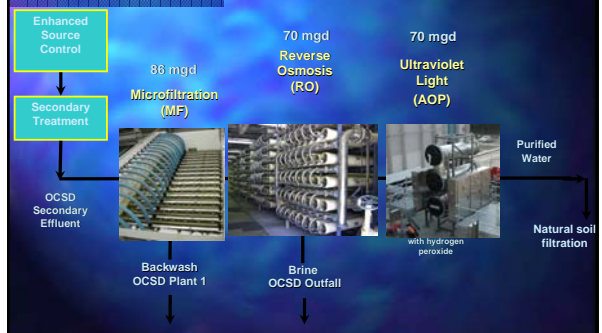 Enhanced
Source
Control
Secondary
Treatment
OCSD
Secondary
Effluent
86 mgd
Microfiltration
(MF)
Backwash
OCSD Plant 1
70 mgd
Reverse
Osmosis
(RO)
Brine
OCSD Outfall
70 mgd
Ultraviolet
Light
(AOP)
with hydrogen
peroxide
Purified
Water
Natural soil
filtration